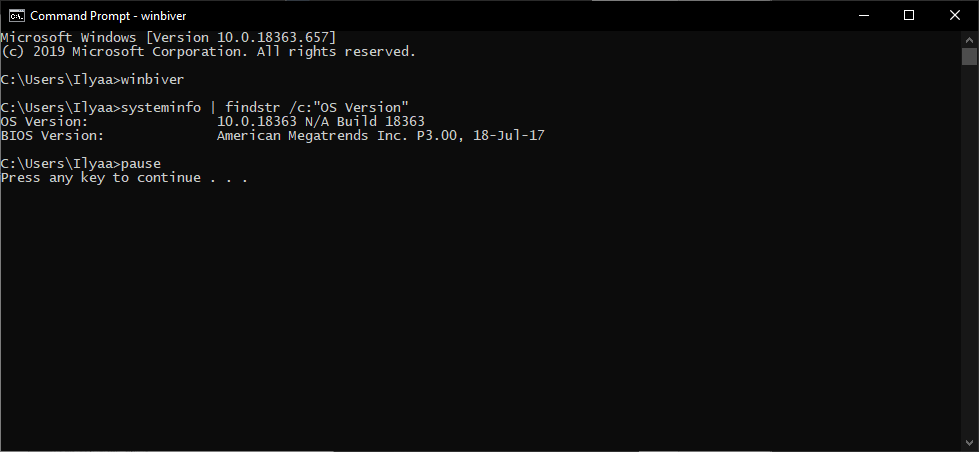 Command Prompt - winbiver
Microsoft Windows [Version 10.0.18363.657]
(c) 2019 Microsoft Corporation. All rights reserved.
C:\Users\Ilyaa>winbiver
C:\Users\Ilyaa>systeminfo | findstr /c:"OS Version"
OS Version:                10.0.18363 N/A Build 18363
BIOS Version:              American Megatrends Inc. P3.00, 18-Jul-17
C:\Users\Ilyaa>pause
Press any key to continue . . .